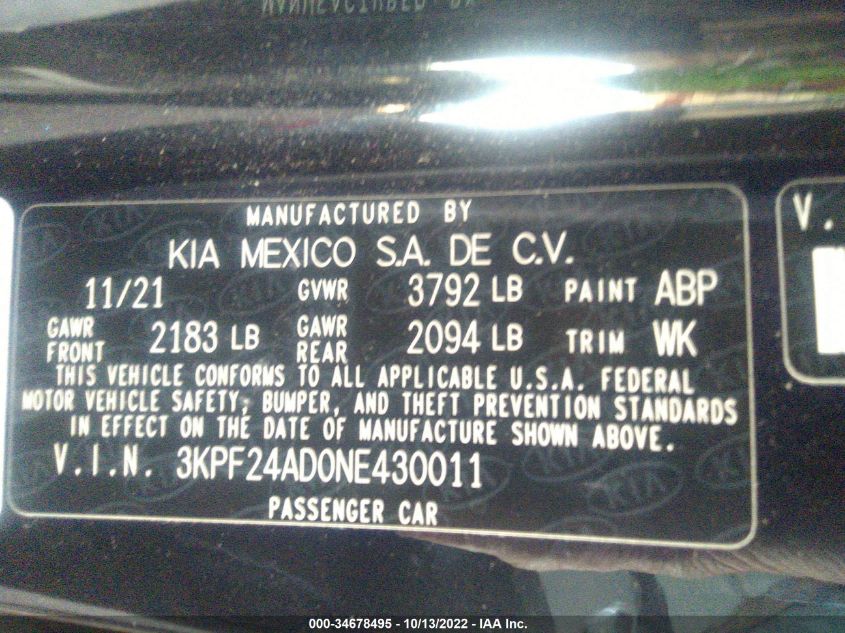 MANUFACTURED BY
KIA MEXICO S.A. DE C.V.
11/21 GVWR 3792 LB PAINT ABP
GAWR FRONT 2183 LB GAWR REAR 2094 LB TRIM WK
THIS VEHICLE CONFORMS TO ALL APPLICABLE U.S.A. FEDERAL
MOTOR VEHICLE SAFETY, BUMPER, AND THEFT PREVENTION STANDARDS
IN EFFECT ON THE DATE OF MANUFACTURE SHOWN ABOVE.
V.I.N. 3KPF24AD0NE430011
PASSENGER CAR
V.
000-34678495 - 10/13/2022 - IAA Inc.